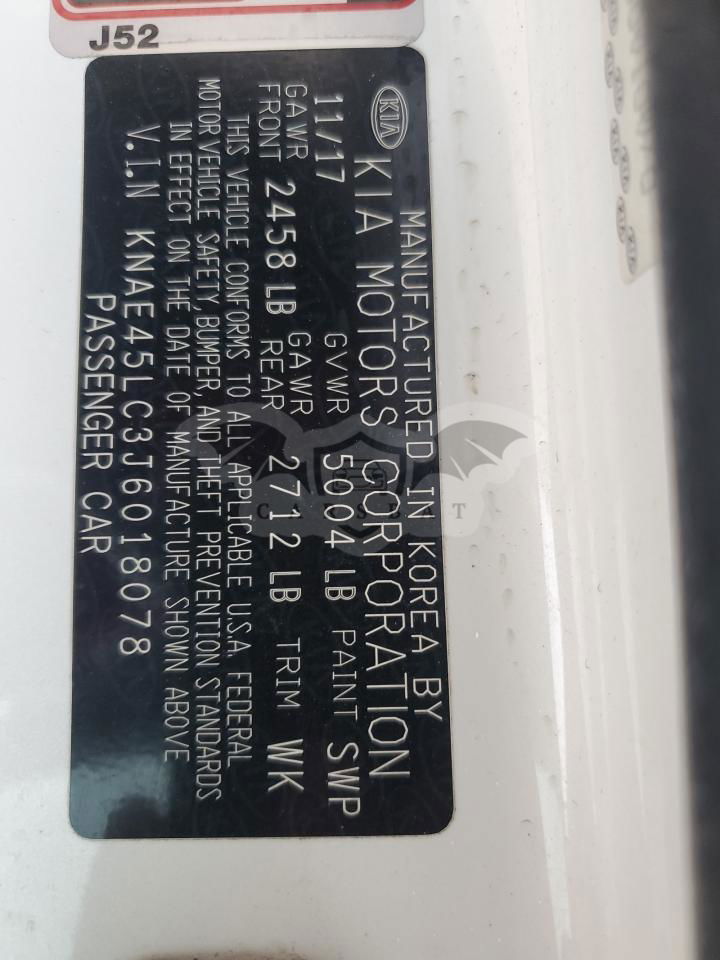 J52
KIA
MANUFACTURED IN KOREA BY
KIA MOTORS CORPORATION
11/17 GVWR 5004 LB PAINT SWP
GAWR FRONT 2458 LB GAWR REAR 2712 LB TRIM WK
THIS VEHICLE CONFORMS TO ALL APPLICABLE U.S.A. FEDERAL
MOTOR VEHICLE SAFETY, BUMPER, AND THEFT PREVENTION STANDARDS
IN EFFECT ON THE DATE OF MANUFACTURE SHOWN ABOVE
V.I.N KNAE45LC3J6018078
PASSENGER CAR
CARSBAT